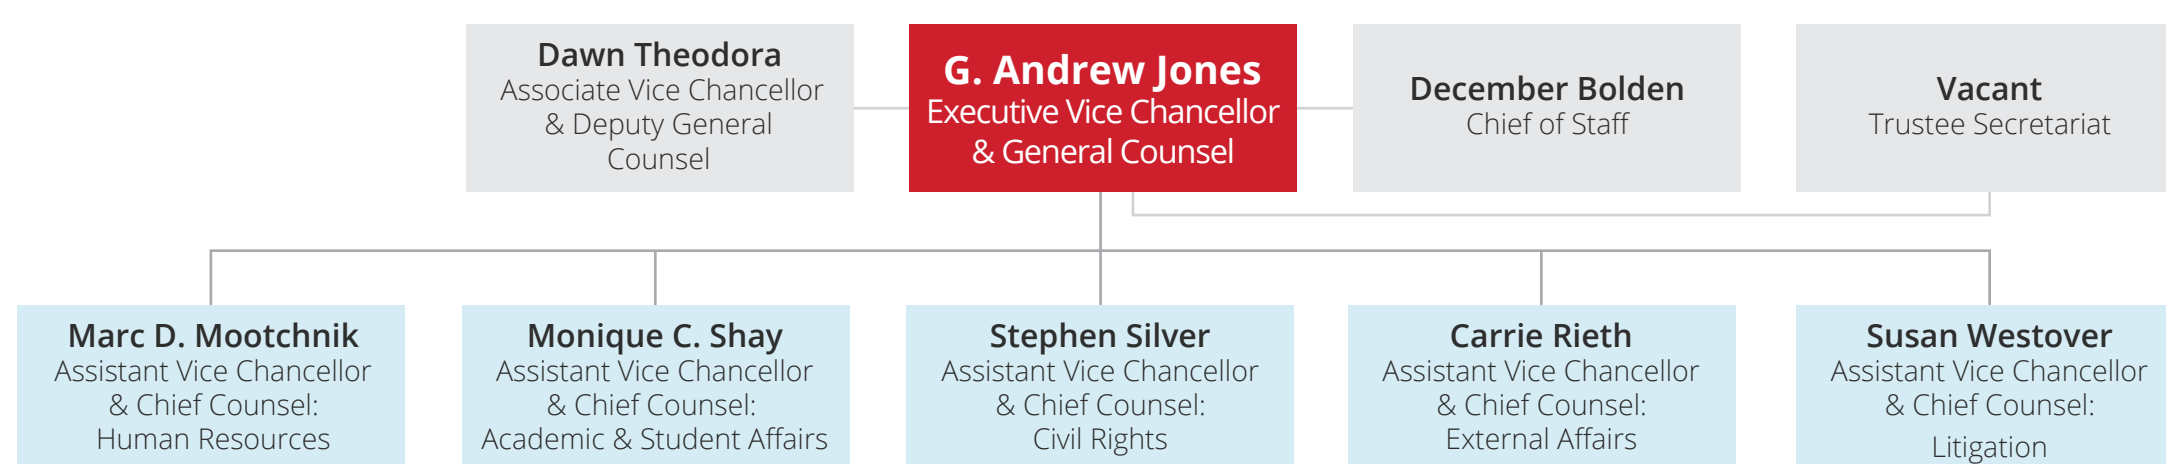 Dawn Theodora
Associate Vice Chancellor
& Deputy General
Counsel
G. Andrew Jones
Executive Vice Chancellor
& General Counsel
December Bolden
Chief of Staff
Vacant
Trustee Secretariat
Marc D. Mootchnik
Assistant Vice Chancellor
& Chief Counsel:
Human Resources
Monique C. Shay
Assistant Vice Chancellor
& Chief Counsel:
Academic & Student Affairs
Stephen Silver
Assistant Vice Chancellor
& Chief Counsel:
Civil Rights
Carrie Rieth
Assistant Vice Chancellor
& Chief Counsel:
External Affairs
Susan Westover
Assistant Vice Chancellor
& Chief Counsel:
Litigation